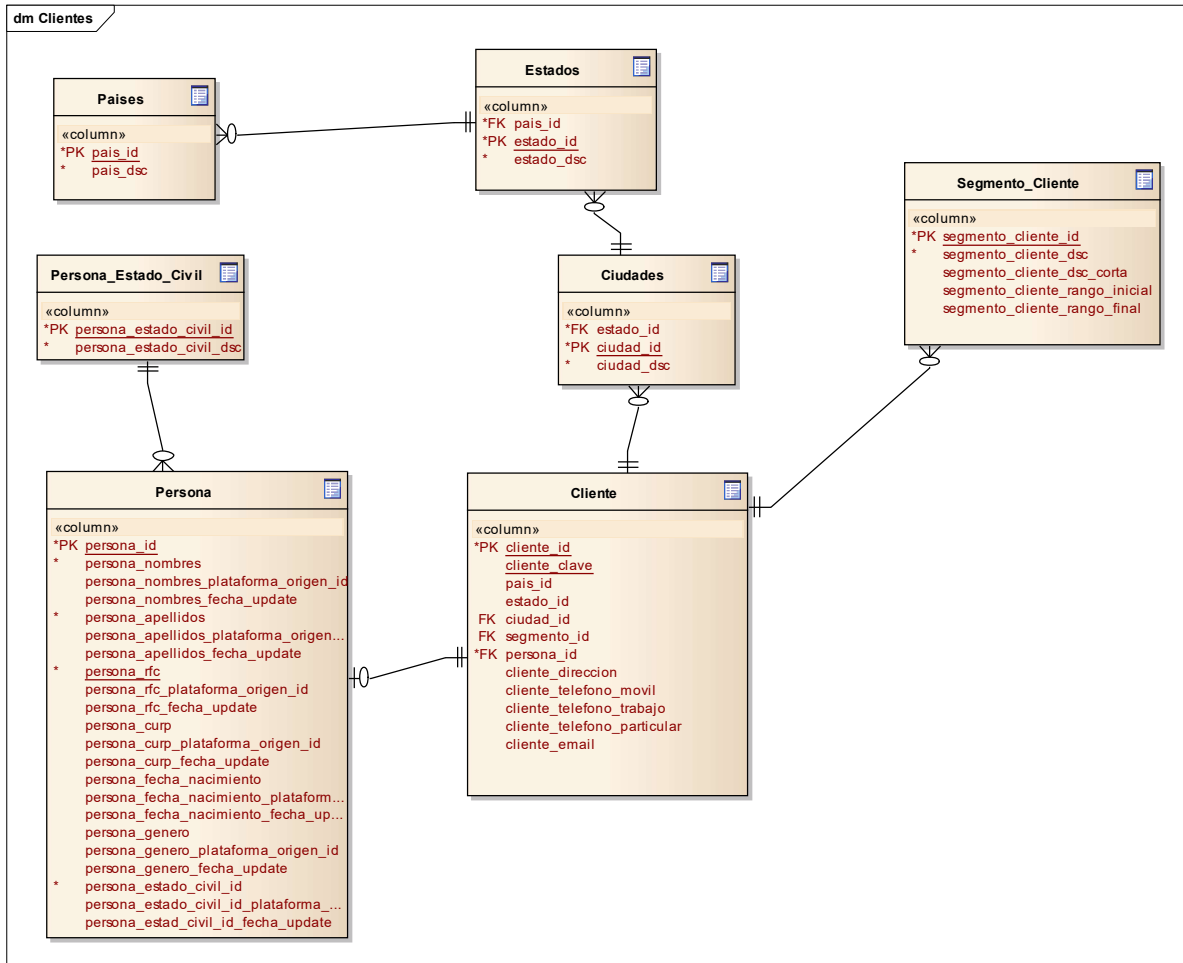 dm Clientes
Paises
«column»
*PK pais_id
* pais_dsc
Estados
«column»
*FK pais_id
*PK estado_id
* estado_dsc
Segmento_Cliente
«column»
*PK segmento_cliente_id
* segmento_cliente_dsc
segmento_cliente_dsc_corta
segmento_cliente_rango_inicial
segmento_cliente_rango_final
Persona_Estado_Civil
«column»
*PK persona_estado_civil_id
* persona_estado_civil_dsc
Ciudades
«column»
*FK estado_id
*PK ciudad_id
* ciudad_dsc
Persona
«column»
*PK persona_id
* persona_nombres
persona_nombres_plataforma_origen_id
persona_nombres_fecha_update
* persona_apellidos
persona_apellidos_plataforma_origen...
persona_apellidos_fecha_update
* persona_rfc
persona_rfc_plataforma_origen_id
persona_rfc_fecha_update
persona_curp
persona_curp_plataforma_origen_id
persona_curp_fecha_update
persona_fecha_nacimiento
persona_fecha_nacimiento_plataform...
persona_fecha_nacimiento_fecha_up...
persona_genero
persona_genero_plataforma_origen_id
persona_genero_fecha_update
* persona_estado_civil_id
persona_estado_civil_id_plataforma_...
persona_estad_civil_id_fecha_update
Cliente
«column»
*PK cliente_id
cliente_clave
pais_id
estado_id
FK ciudad_id
FK segmento_id
*FK persona_id
cliente_direccion
cliente_telefono_movil
cliente_telefono_trabajo
cliente_telefono_particular
cliente_email